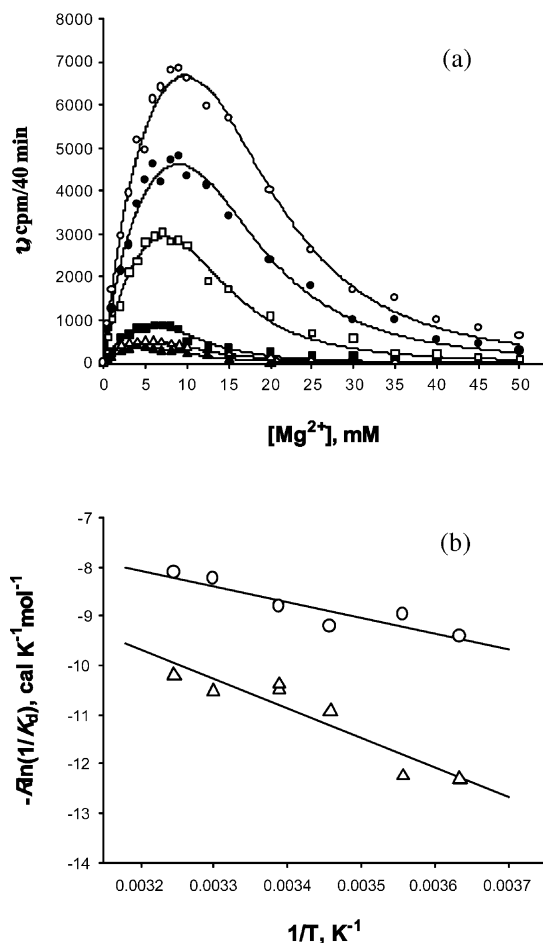 (a)
8000
7000
6000
5000
4000
3000
2000
1000
0
υ, cpm/40 min
0 5 10 15 20 25 30 35 40 45 50
[Mg²⁺], mM
(b)
-7
-8
-9
-10
-11
-12
-13
-14
-Rln(1/Kd), cal K⁻¹mol⁻¹
0.0032 0.0033 0.0034 0.0035 0.0036 0.0037
1/T, K⁻¹